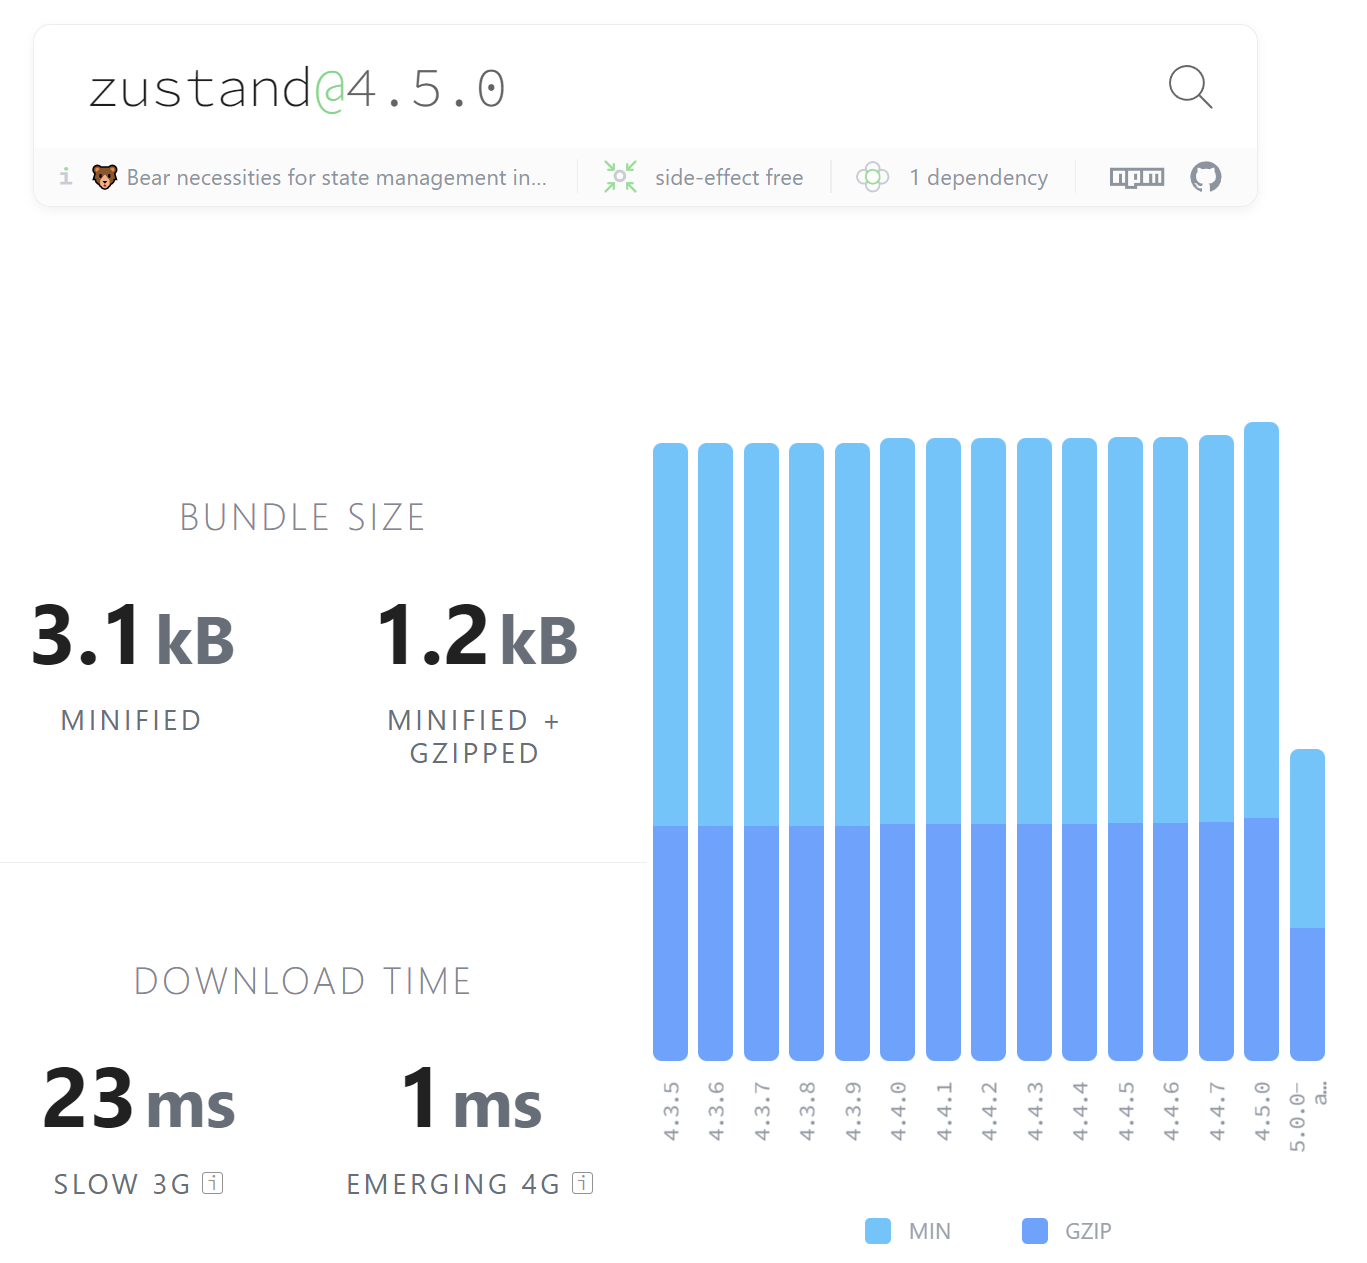 zustand@4.5.0
i 🐻 Bear necessities for state management in... side-effect free 1 dependency npm
BUNDLE SIZE
3.1 kB
MINIFIED
1.2 kB
MINIFIED +
GZIPPED
DOWNLOAD TIME
23 ms
SLOW 3G i
1 ms
EMERGING 4G i
4.3.5
4.3.6
4.3.7
4.3.8
4.3.9
4.4.0
4.4.1
4.4.2
4.4.3
4.4.4
4.4.5
4.4.6
4.4.7
4.5.0
5.0.0-
a...
MIN
GZIP